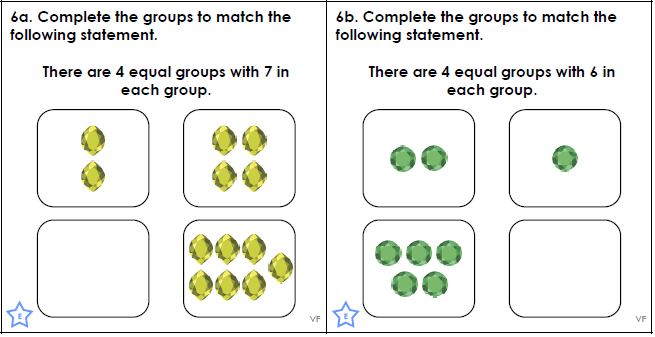 6a. Complete the groups to match the
following statement.
There are 4 equal groups with 7 in
each group.
E
VF
6b. Complete the groups to match the
following statement.
There are 4 equal groups with 6 in
each group.
E
VF